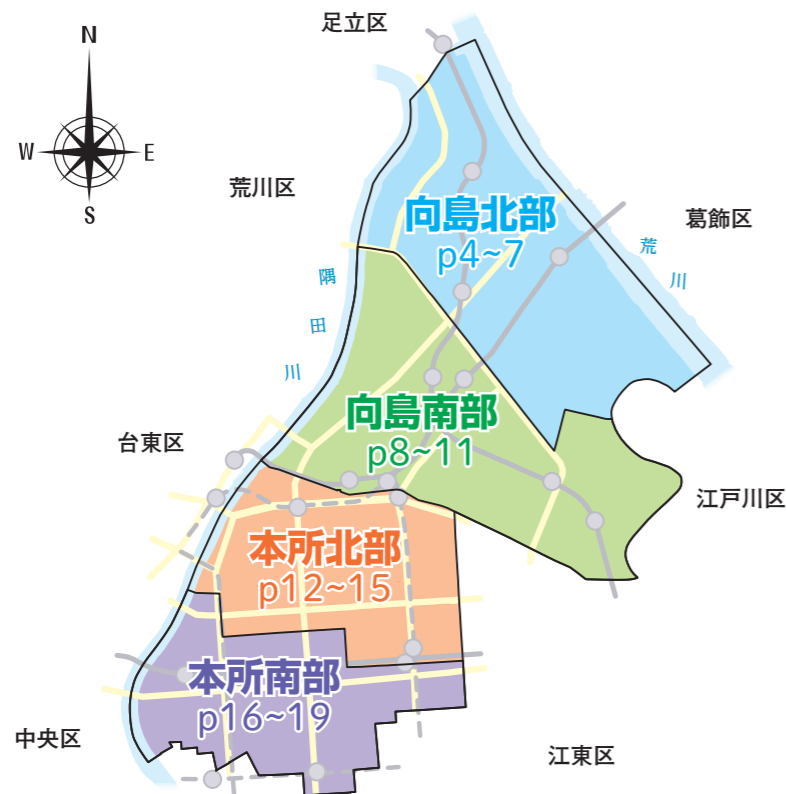 足立区
N
W
E
S
荒川区
葛飾区
向島北部
p4~7
荒川
隅田川
向島南部
p8~11
台東区
江戸川区
本所北部
p12~15
本所南部
p16~19
中央区
江東区